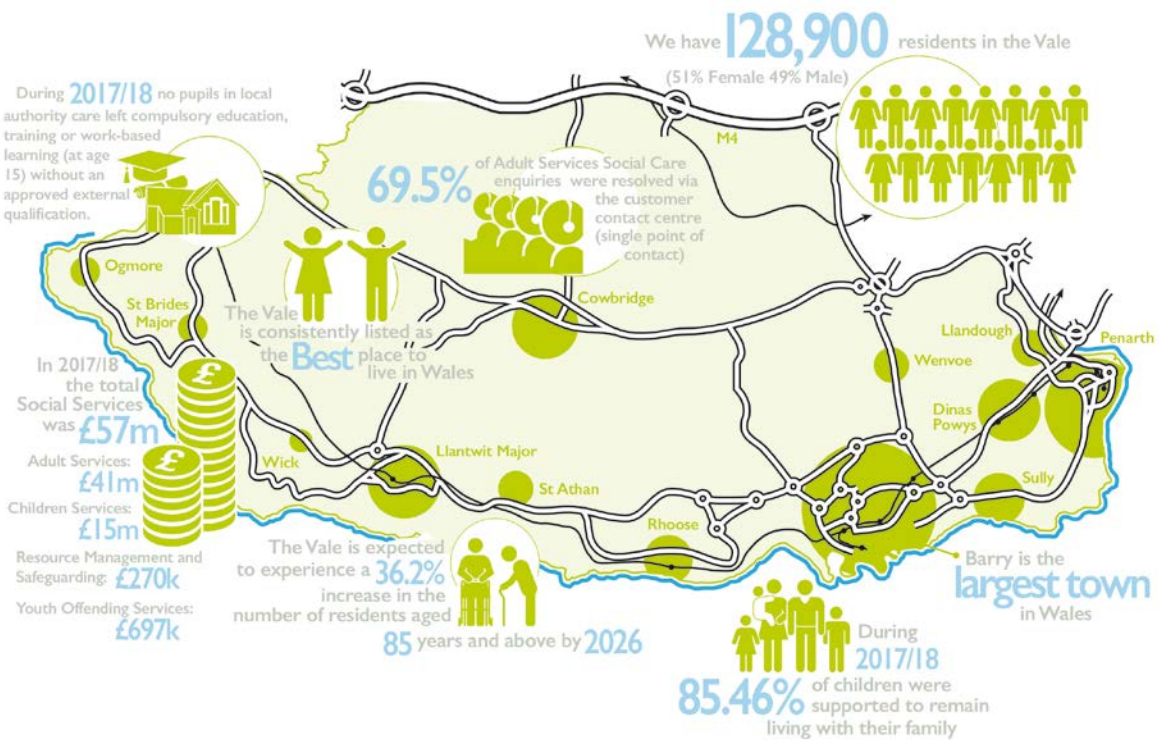 We have 128,900 residents in the Vale
(51% Female 49% Male)
During 2017/18 no pupils in local
authority care left compulsory education,
training or work-based
learning (at age
15) without an
approved external
qualification.
M4
69.5% of Adult Services Social Care
enquiries were resolved via
the customer
contact centre
(single point of
contact)
Ogmore
St Brides
Major
The Vale
is consistently listed as
the Best place to
live in Wales
Cowbridge
Llandough
Penarth
Wenvoe
Dinas
Powys
In 2017/18
the total
Social Services
was £57m
Adult Services:
£41m
Children Services:
£15m
Resource Management and
Safeguarding: £270k
Youth Offending Services:
£697k
£
£
Wick
Llantwit Major
St Athan
Sully
Rhoose
The Vale is expected
to experience a 36.2%
increase in the
number of residents aged
85 years and above by 2026
Barry is the
largest town
in Wales
During
2017/18
85.46% of children were
supported to remain
living with their family